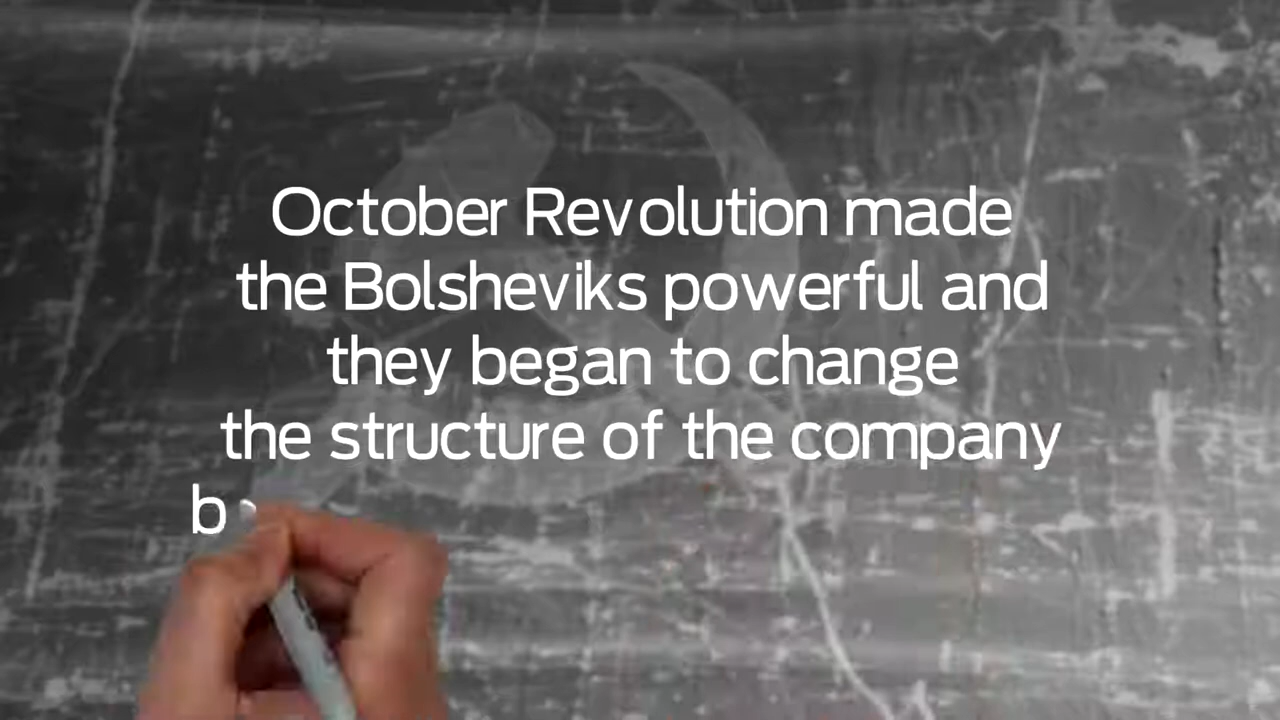 October Revolution made
the Bolsheviks powerful and
they began to change
the structure of the company
b